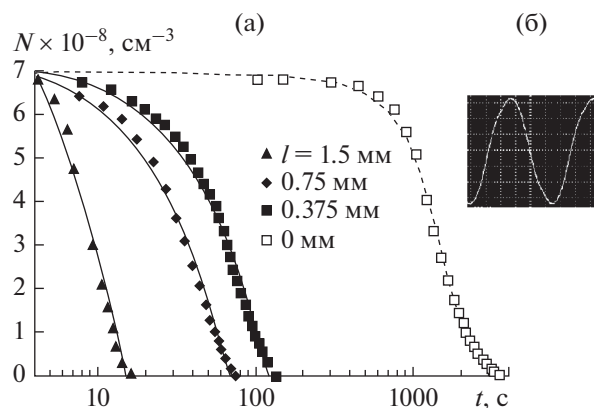 (а)
(б)
N × 10⁻⁸, см⁻³
7
6
5
4
3
2
1
0
l = 1.5 мм
0.75 мм
0.375 мм
0 мм
10
100
1000
t, с